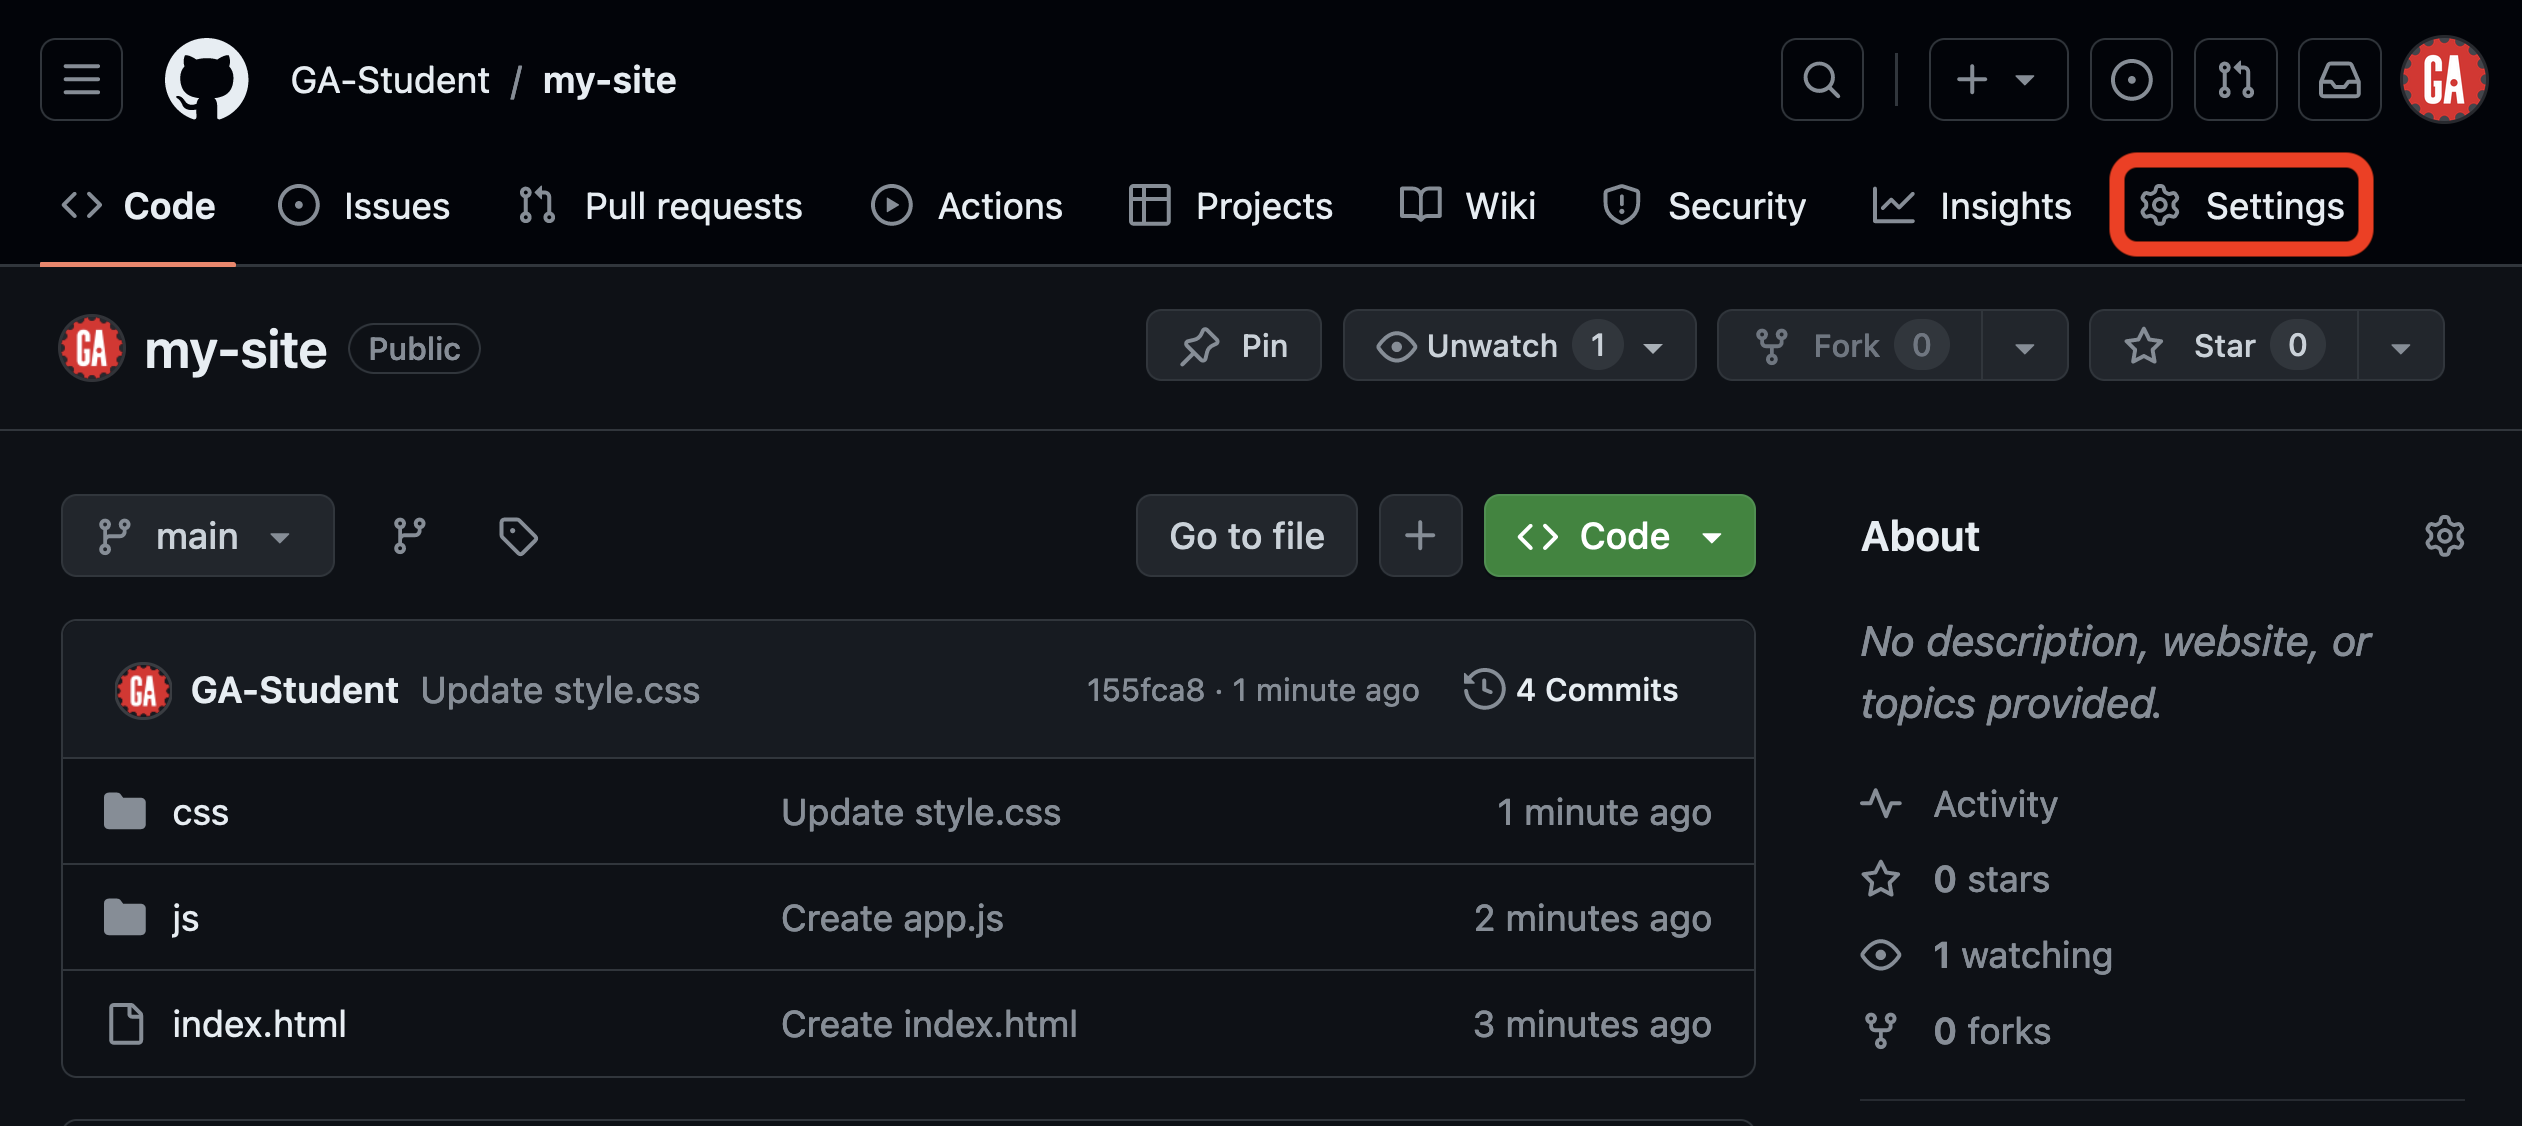 GA-Student / my-site
GA
Code Issues Pull requests Actions Projects Wiki Security Insights Settings
GA my-site Public Pin Unwatch 1 Fork 0 Star 0
main Go to file + Code
About
No description, website, or
topics provided.
GA GA-Student Update style.css 155fca8 · 1 minute ago 4 Commits
css Update style.css 1 minute ago
js Create app.js 2 minutes ago
index.html Create index.html 3 minutes ago
Activity
0 stars
1 watching
0 forks